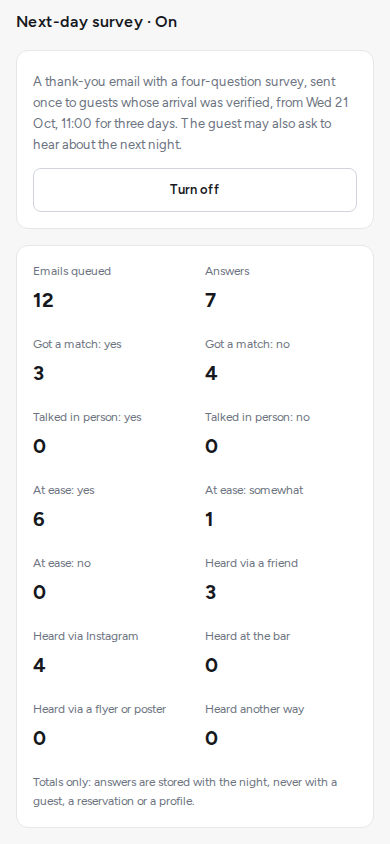 Next-day survey · On
A thank-you email with a four-question survey, sent
once to guests whose arrival was verified, from Wed 21
Oct, 11:00 for three days. The guest may also ask to
hear about the next night.
Turn off
Emails queued
Answers
12
7
Got a match: yes
Got a match: no
3
4
Talked in person: yes
Talked in person: no
0
0
At ease: yes
At ease: somewhat
6
1
At ease: no
Heard via a friend
0
3
Heard via Instagram
Heard at the bar
4
0
Heard via a flyer or poster
Heard another way
0
0
Totals only: answers are stored with the night, never with a
guest, a reservation or a profile.